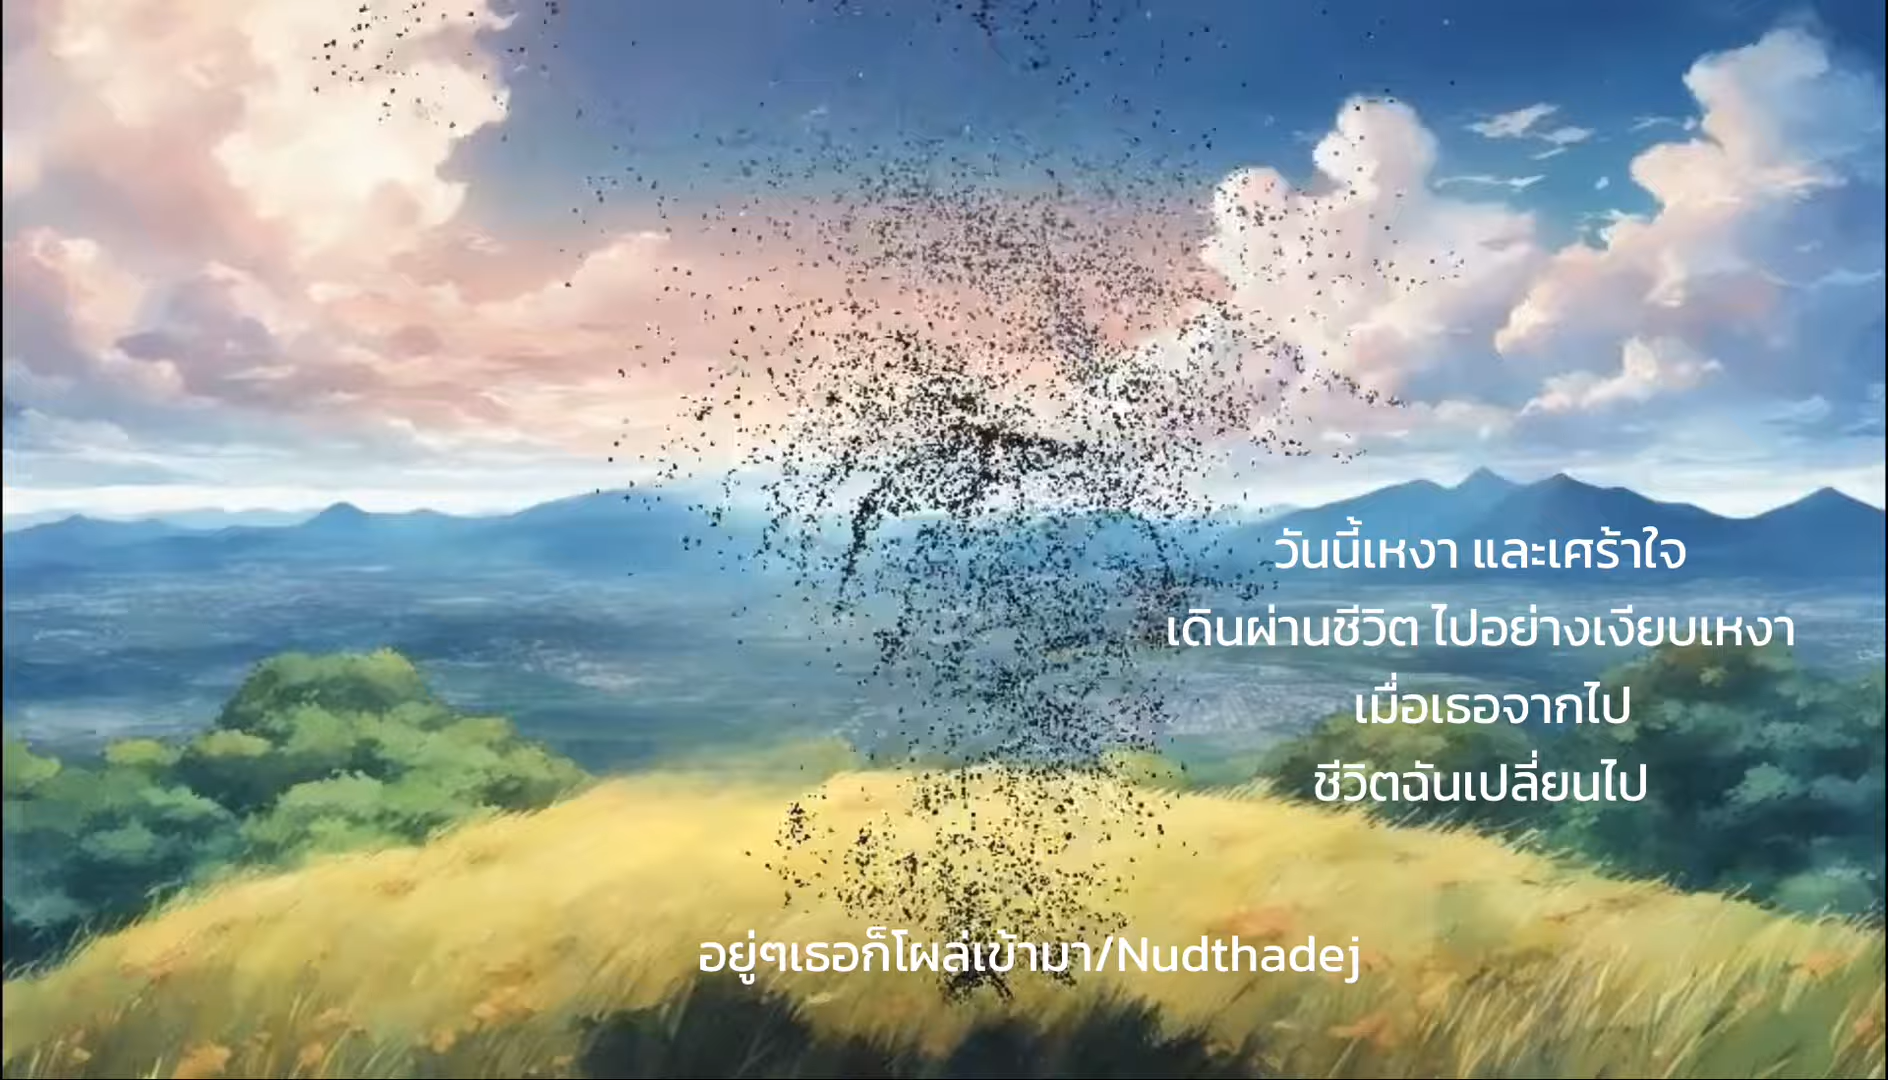 วันนี้เหงา และเศร้าใจ
เดินผ่านชีวิต ไปอย่างเงียบเหงา
เมื่อเธอจากไป
ชีวิตฉันเปลี่ยนไป
อยู่ๆเธอก็โผล่เข้ามา/Nudthadej